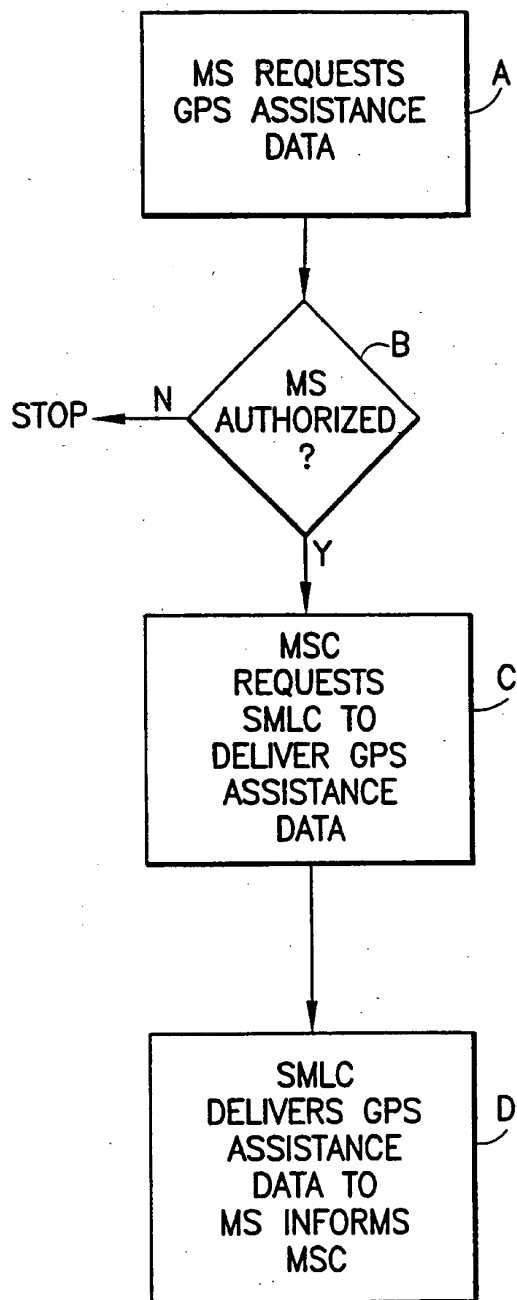 MS REQUESTS
GPS ASSISTANCE
DATA
A
B
MS
AUTHORIZED
?
N
STOP
Y
MSC
REQUESTS
SMLC TO
DELIVER GPS
ASSISTANCE
DATA
C
SMLC
DELIVERS GPS
ASSISTANCE
DATA TO
MS INFORMS
MSC
D